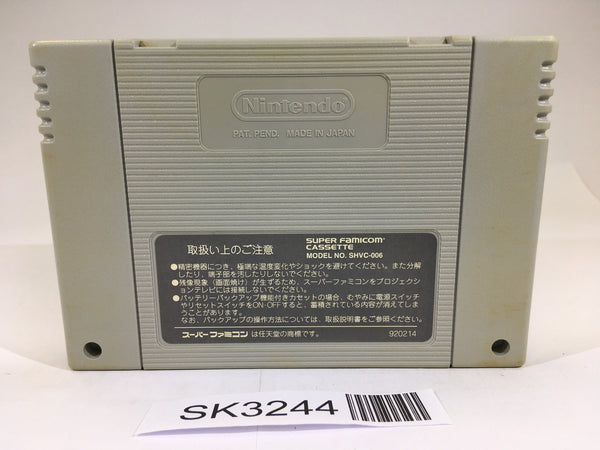 Nintendo
PAT. PEND. MADE IN JAPAN
取扱い上のご注意
SUPER FAMICOM
CASSETTE
MODEL NO. SHVC-006
●精密機器につき、極端な温度変化やショックを避けてください。また分解
したり、端子部を汚したりしないでください。
●残像現象（画面焼け）が生ずるため、スーパーファミコンをプロジェクシ
ョンテレビには接続しないでください。
●バッテリーバックアップ機能付きカセットの場合、むやみに電源スイッチ
やリセットスイッチをON-OFFすると、蓄積されている内容が消えてしま
うことがあります。
なお、バックアップの操作方法については、取扱説明書をご参照ください。
スーパーファミコン は任天堂の商標です。
920214
SK3244